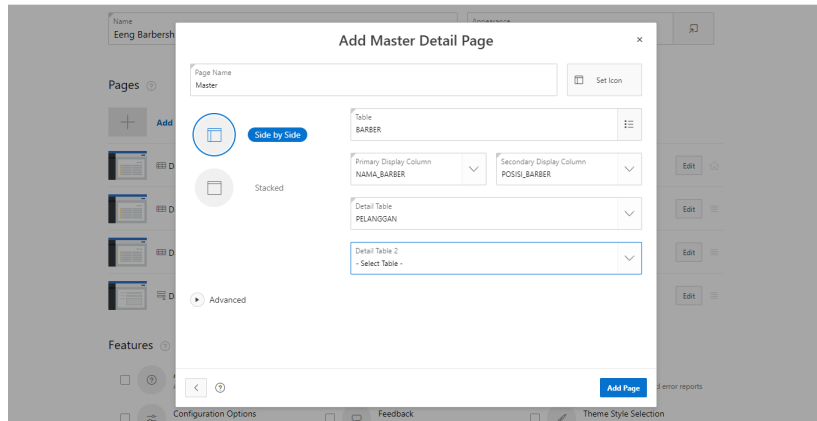 Name
Appearance
Eeng Barbersh
Add Master Detail Page
Page Name
Master
Set Icon
Pages
Add
Side by Side
Stacked
Table
BARBER
Primary Display Column
NAMA_BARBER
Secondary Display Column
POSISI_BARBER
Edit
Detail Table
PELANGGAN
Edit
Detail Table 2
- Select Table -
Edit
Advanced
Edit
Features
Add Page
d error reports
Configuration Options
Feedback
Theme Style Selection